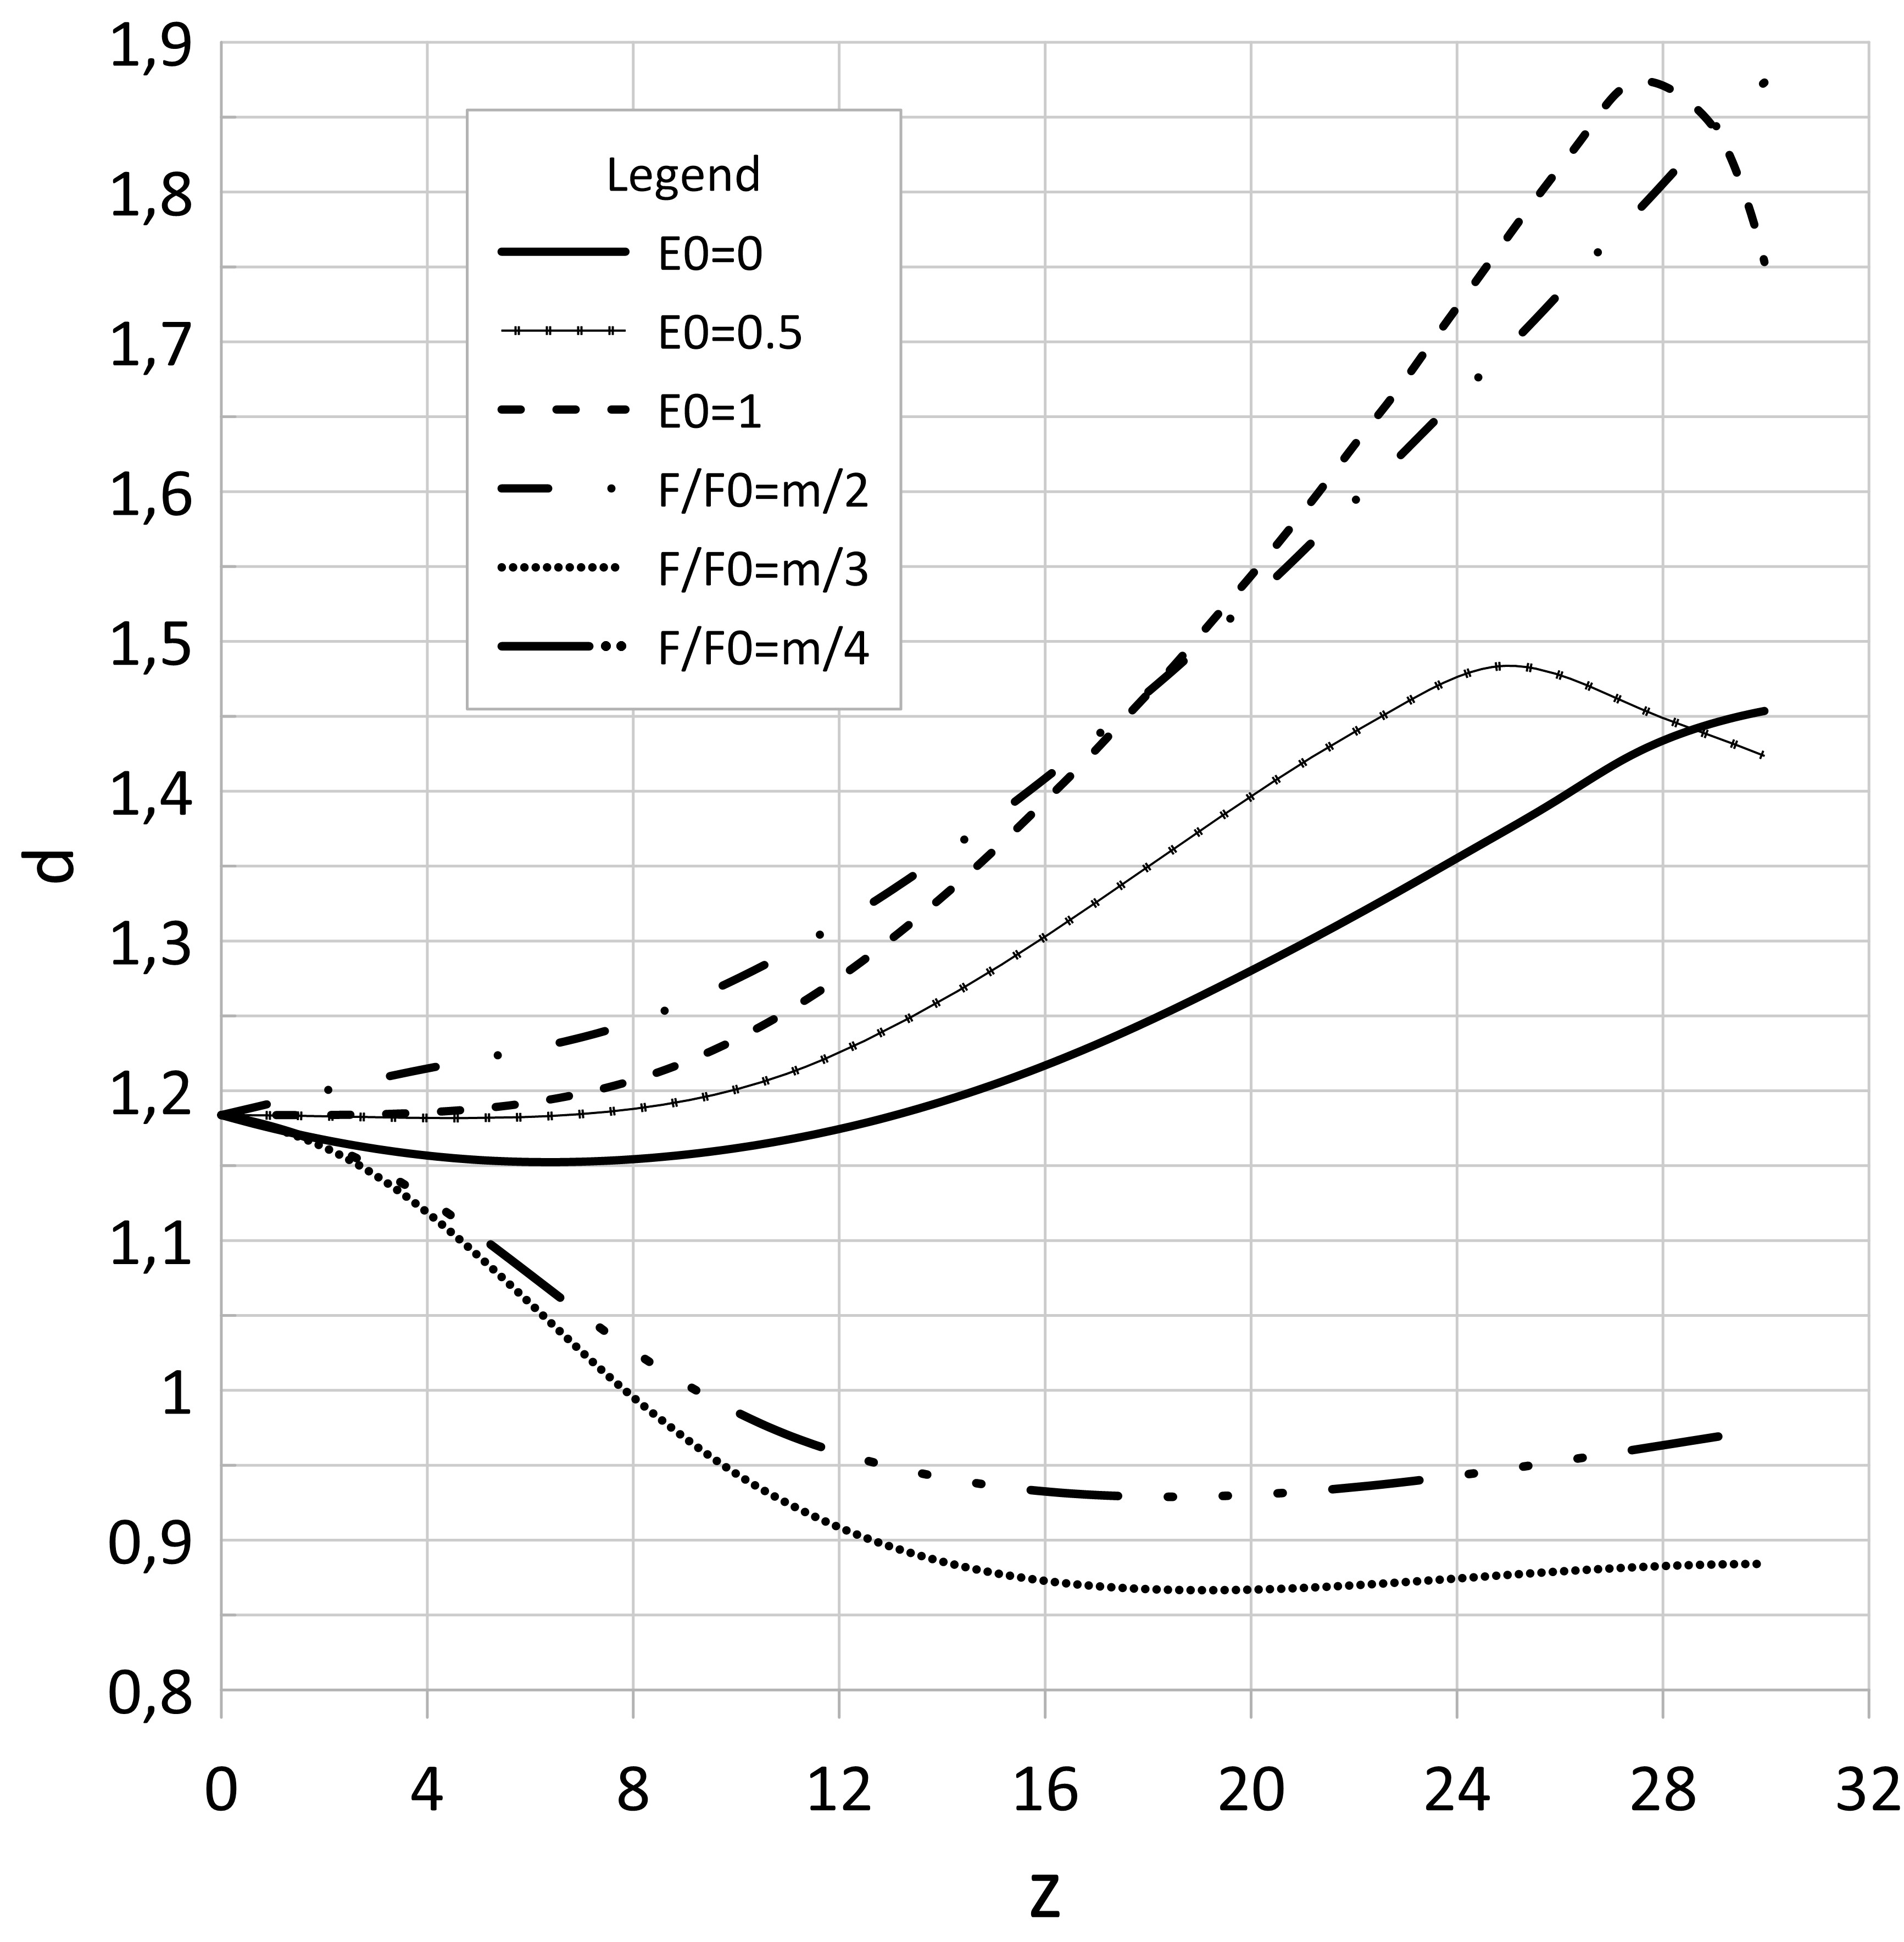 1,9
1,8
1,7
1,6
1,5
1,4
1,3
1,2
1,1
1
0,9
0,8
d
Legend
E0=0
E0=0.5
E0=1
F/F0=m/2
F/F0=m/3
F/F0=m/4
0 4 8 12 16 20 24 28 32
z